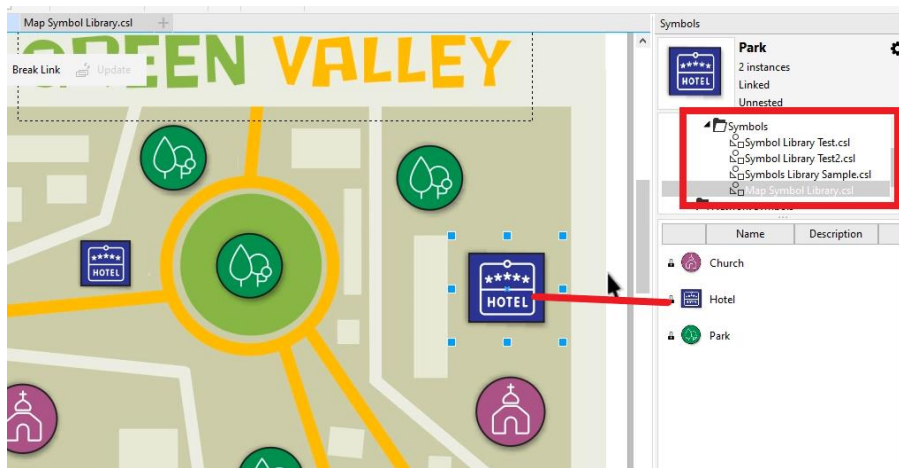 Map Symbol Library.csl
Symbols
GREEN VALLEY
Break Link Update
Park
2 instances
Linked
Unnested
HOTEL
Symbols
Symbol Library Test.csl
Symbol Library Test2.csl
Symbols Library Sample.csl
Map Symbol Library.csl
Name Description
Church
Hotel
Park
HOTEL
HOTEL